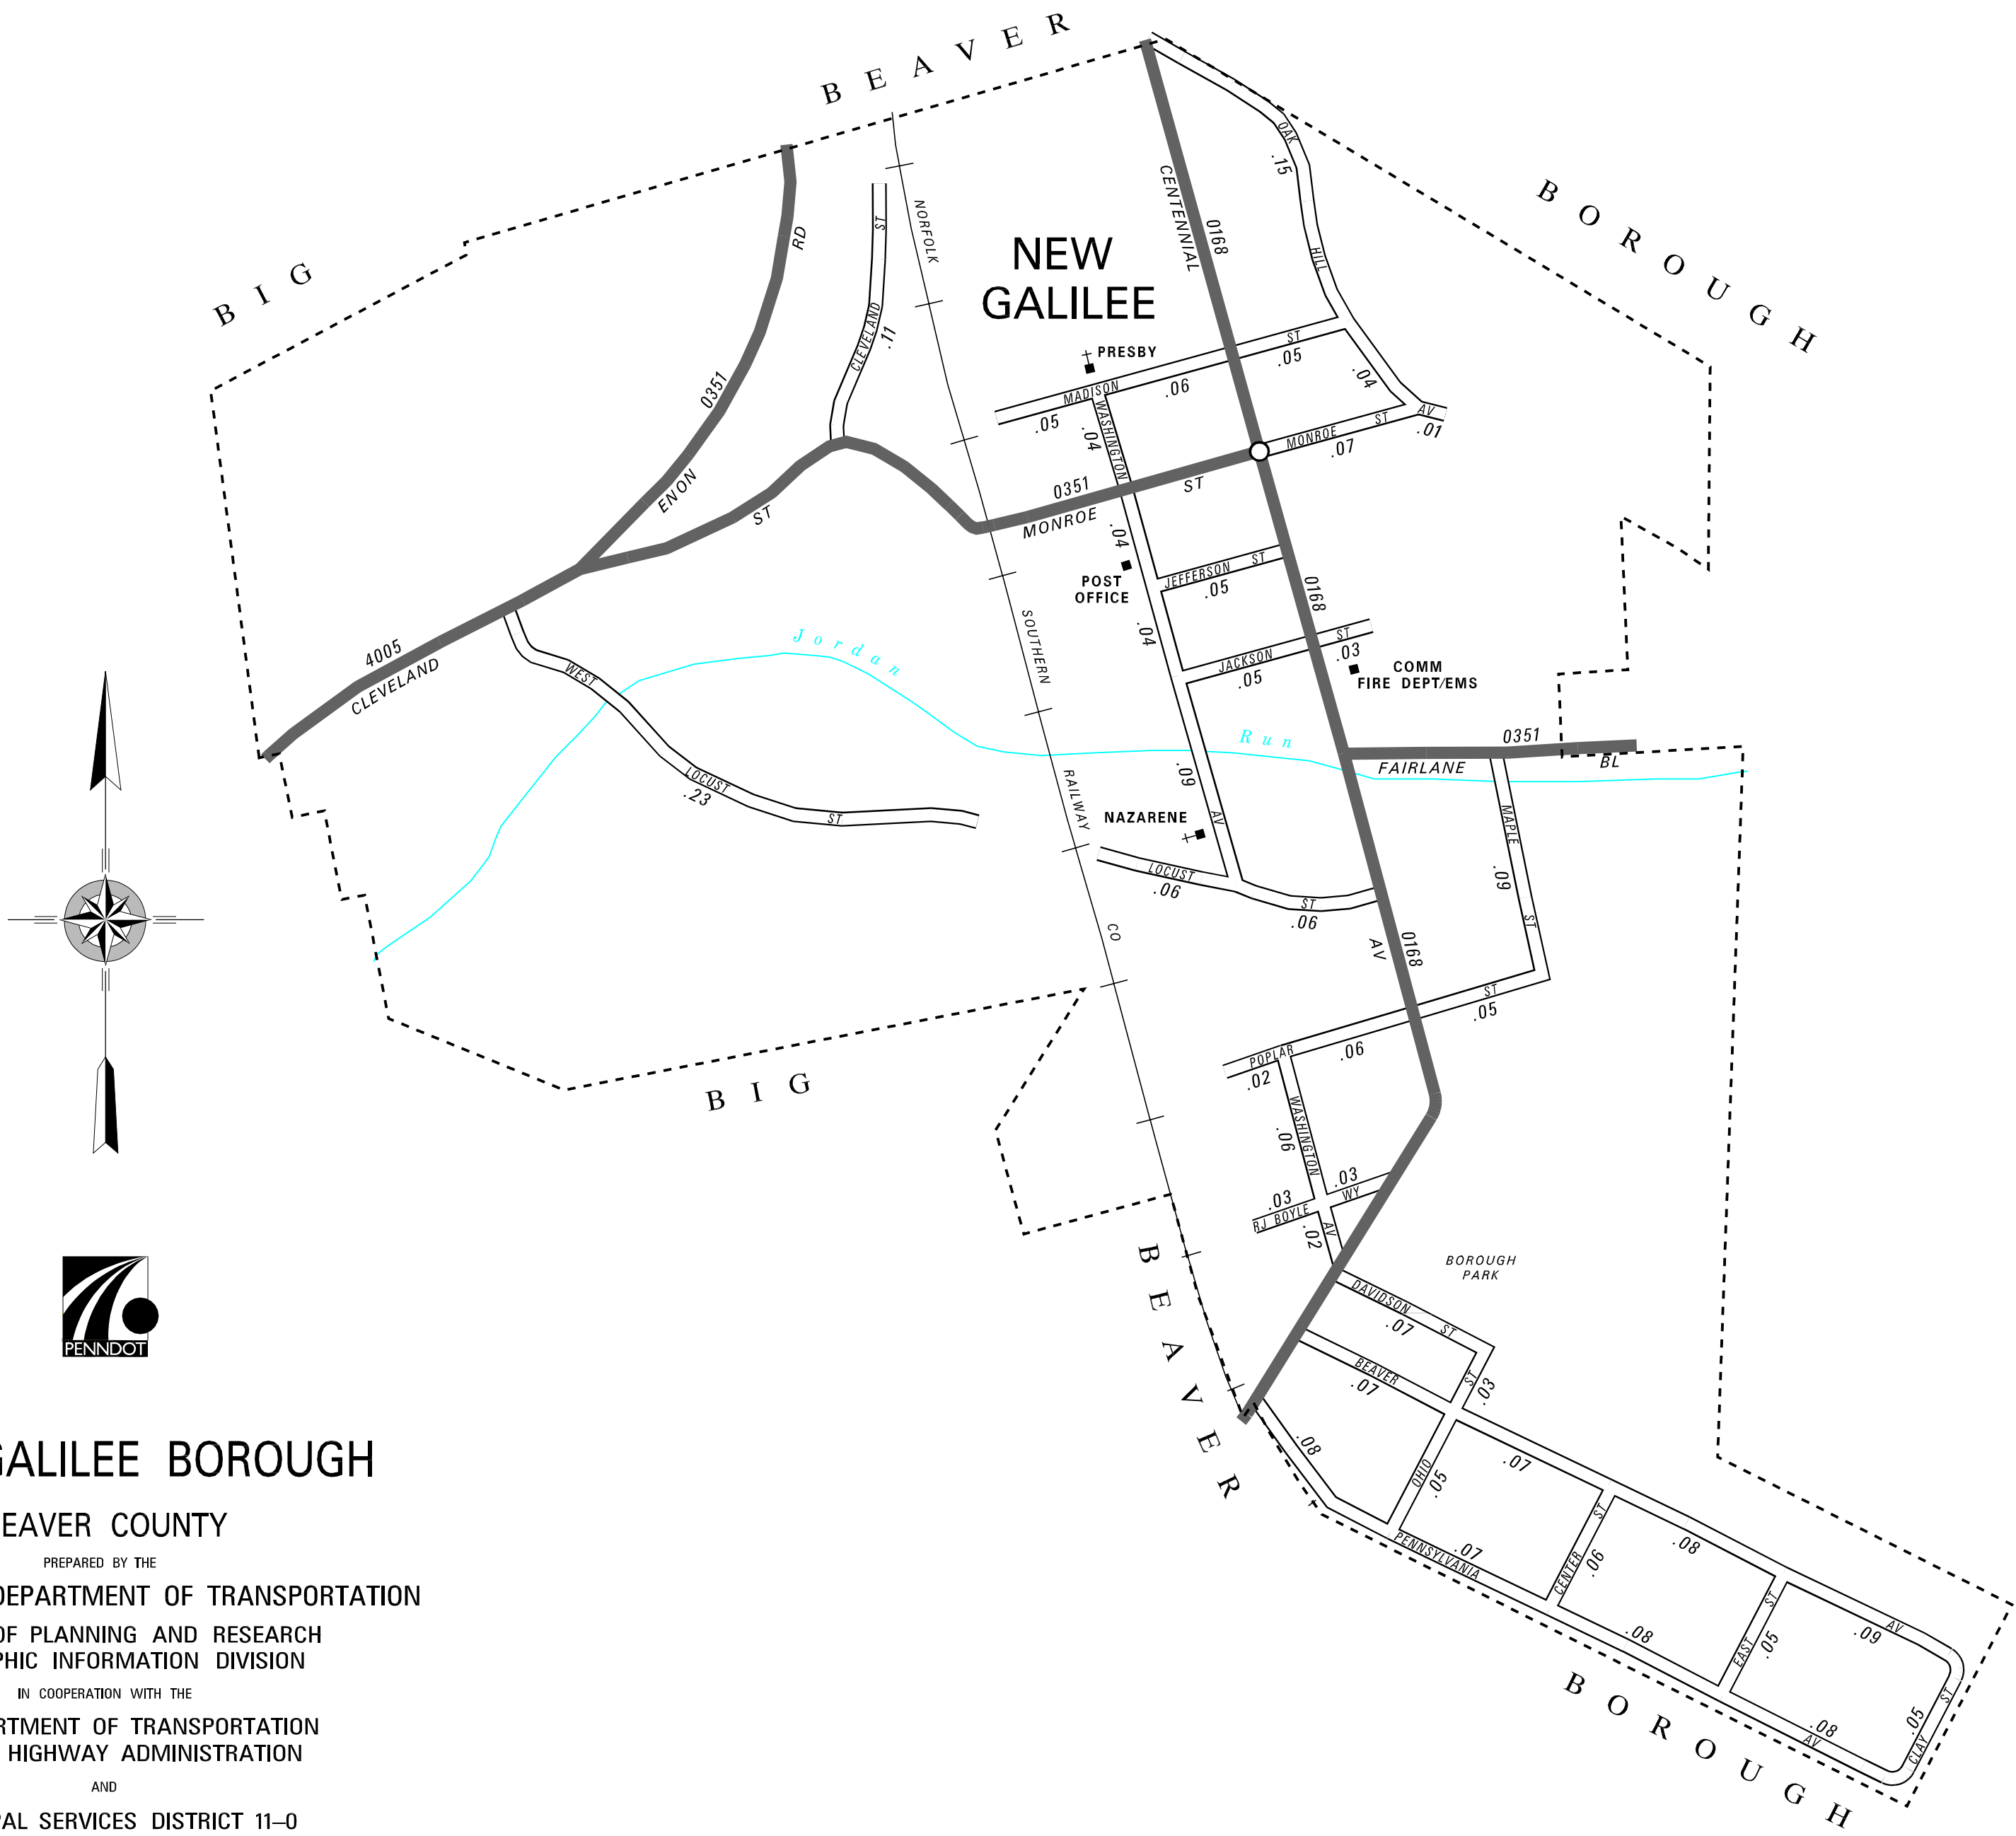 BIG
BEAVER
BOROUGH
NEW
GALILEE
OAK
.15
HILL
AV
.04
.01
CENTENNIAL
0168
NORFOLK
RD
0351
ENON
ST
CLEVELAND
.11
ST
PRESBY
MADISON
ST
.05
.06
.05
WASHINGTON
.04
0351
MONROE
ST
MONROE
ST
.07
.04
POST
OFFICE
JEFFERSON ST
.05
0168
.04
JACKSON
.05
ST
.03
COMM
FIRE DEPT/EMS
4005
CLEVELAND
WEST
LOCUST
.23
ST
Jordan
Run
SOUTHERN
RAILWAY
CO
0351
FAIRLANE
BL
MAPLE
.09
ST
.09
AV
NAZARENE
LOCUST
.06
ST
.06
AV
0168
ST
.05
POPLAR
.02
.06
WASHINGTON
.06
.03
WY
.03
RJ BOYLE
.02
AV
BOROUGH
PARK
DAVIDSON
ST
.07
BEAVER
.07
ST
.03
.08
OHIO
.05
.07
PENNSYLVANIA
.07
CENTER
ST
.06
.08
.08
EAST
ST
.05
AV
.09
.08
AV
CLAY
ST
.05
BIG
BEAVER
BOROUGH
PENNDOT
GALILEE BOROUGH
EAVER COUNTY
PREPARED BY THE
DEPARTMENT OF TRANSPORTATION
OF PLANNING AND RESEARCH
PHIC INFORMATION DIVISION
IN COOPERATION WITH THE
RTMENT OF TRANSPORTATION
HIGHWAY ADMINISTRATION
AND
PAL SERVICES DISTRICT 11–0